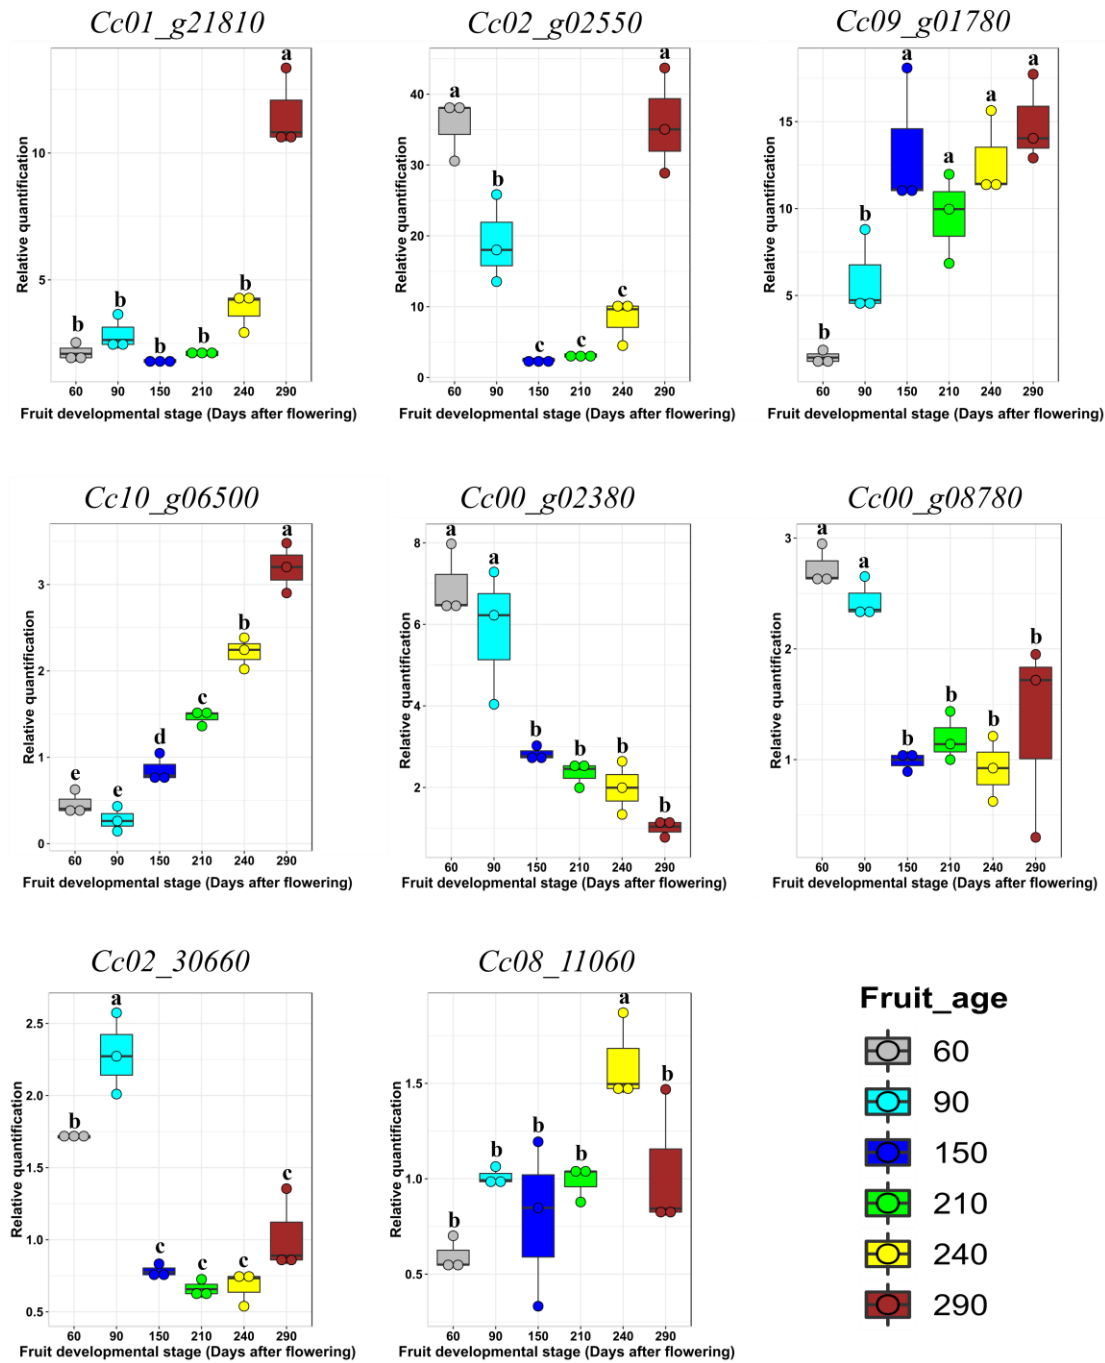 Cc01_g21810
Cc02_g02550
Cc09_g01780
Relative quantification
10
5
a
b
b
b
b
b
60 90 150 210 240 290
Fruit developmental stage (Days after flowering)
Relative quantification
40
30
20
10
0
a
b
c
c
c
a
60 90 150 210 240 290
Fruit developmental stage (Days after flowering)
Relative quantification
15
10
5
b
b
a
a
a
a
60 90 150 210 240 290
Fruit developmental stage (Days after flowering)
Cc10_g06500
Cc00_g02380
Cc00_g08780
Relative quantification
3
2
1
0
e
e
d
c
b
a
60 90 150 210 240 290
Fruit developmental stage (Days after flowering)
Relative quantification
8
6
4
2
a
a
b
b
b
b
60 90 150 210 240 290
Fruit developmental stage (Days after flowering)
Relative quantification
3
2
1
a
a
b
b
b
b
60 90 150 210 240 290
Fruit developmental stage (Days after flowering)
Cc02_30660
Cc08_11060
Relative quantification
2.5
2.0
1.5
1.0
0.5
b
a
c
c
c
c
60 90 150 210 240 290
Fruit developmental stage (Days after flowering)
Relative quantification
1.5
1.0
0.5
b
b
b
b
a
b
60 90 150 210 240 290
Fruit developmental stage (Days after flowering)
Fruit_age
60
90
150
210
240
290